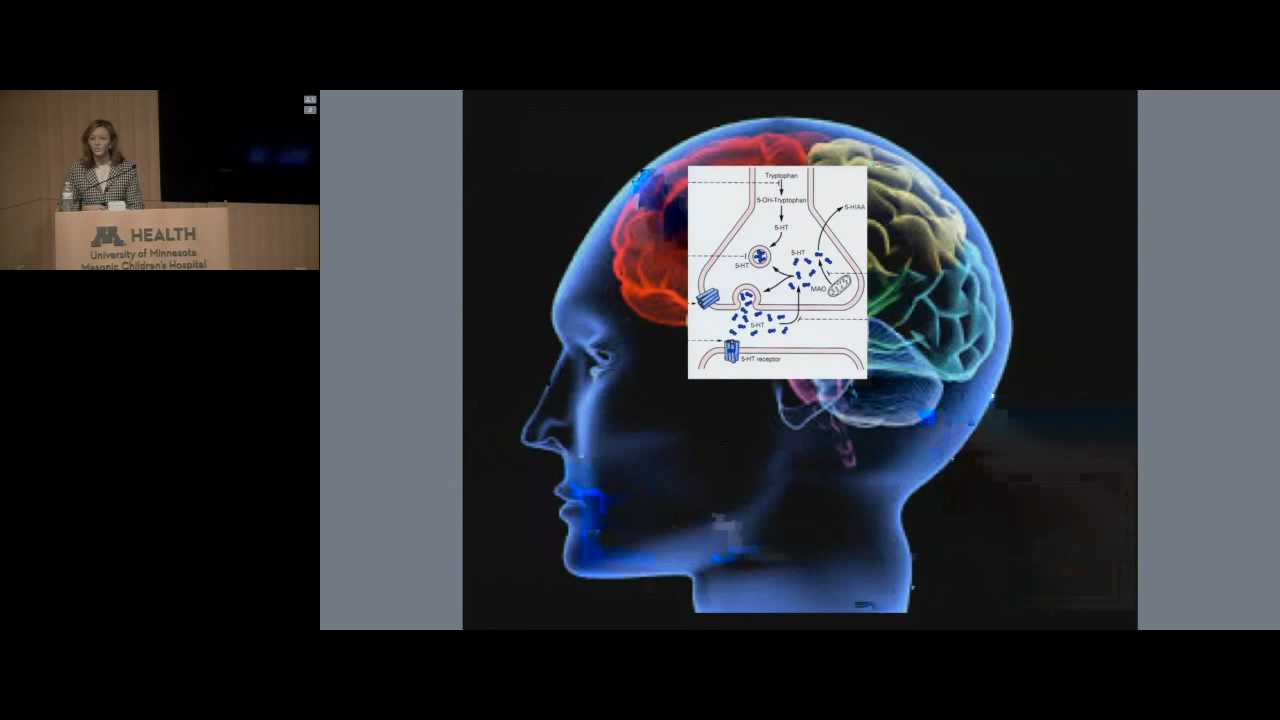 HEALTH
University of Minnesota
Masonic Children's Hospital
Tryptophan
5-OH-Tryptophan
5-HIAA
5-HT
5-HT
5-HT
MAO
5-HT
5-HT receptor